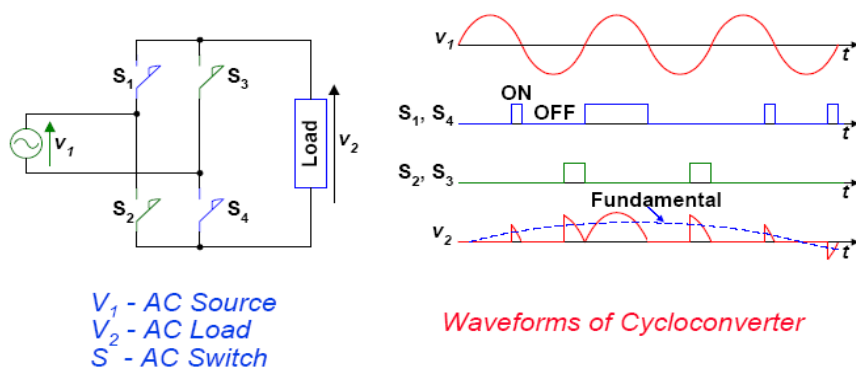 S1
S3
v1
v2
Load
S2
S4
V1 - AC Source
V2 - AC Load
S - AC Switch
v1
t
ON
S1, S4
OFF
t
S2, S3
t
Fundamental
v2
t
Waveforms of Cycloconverter